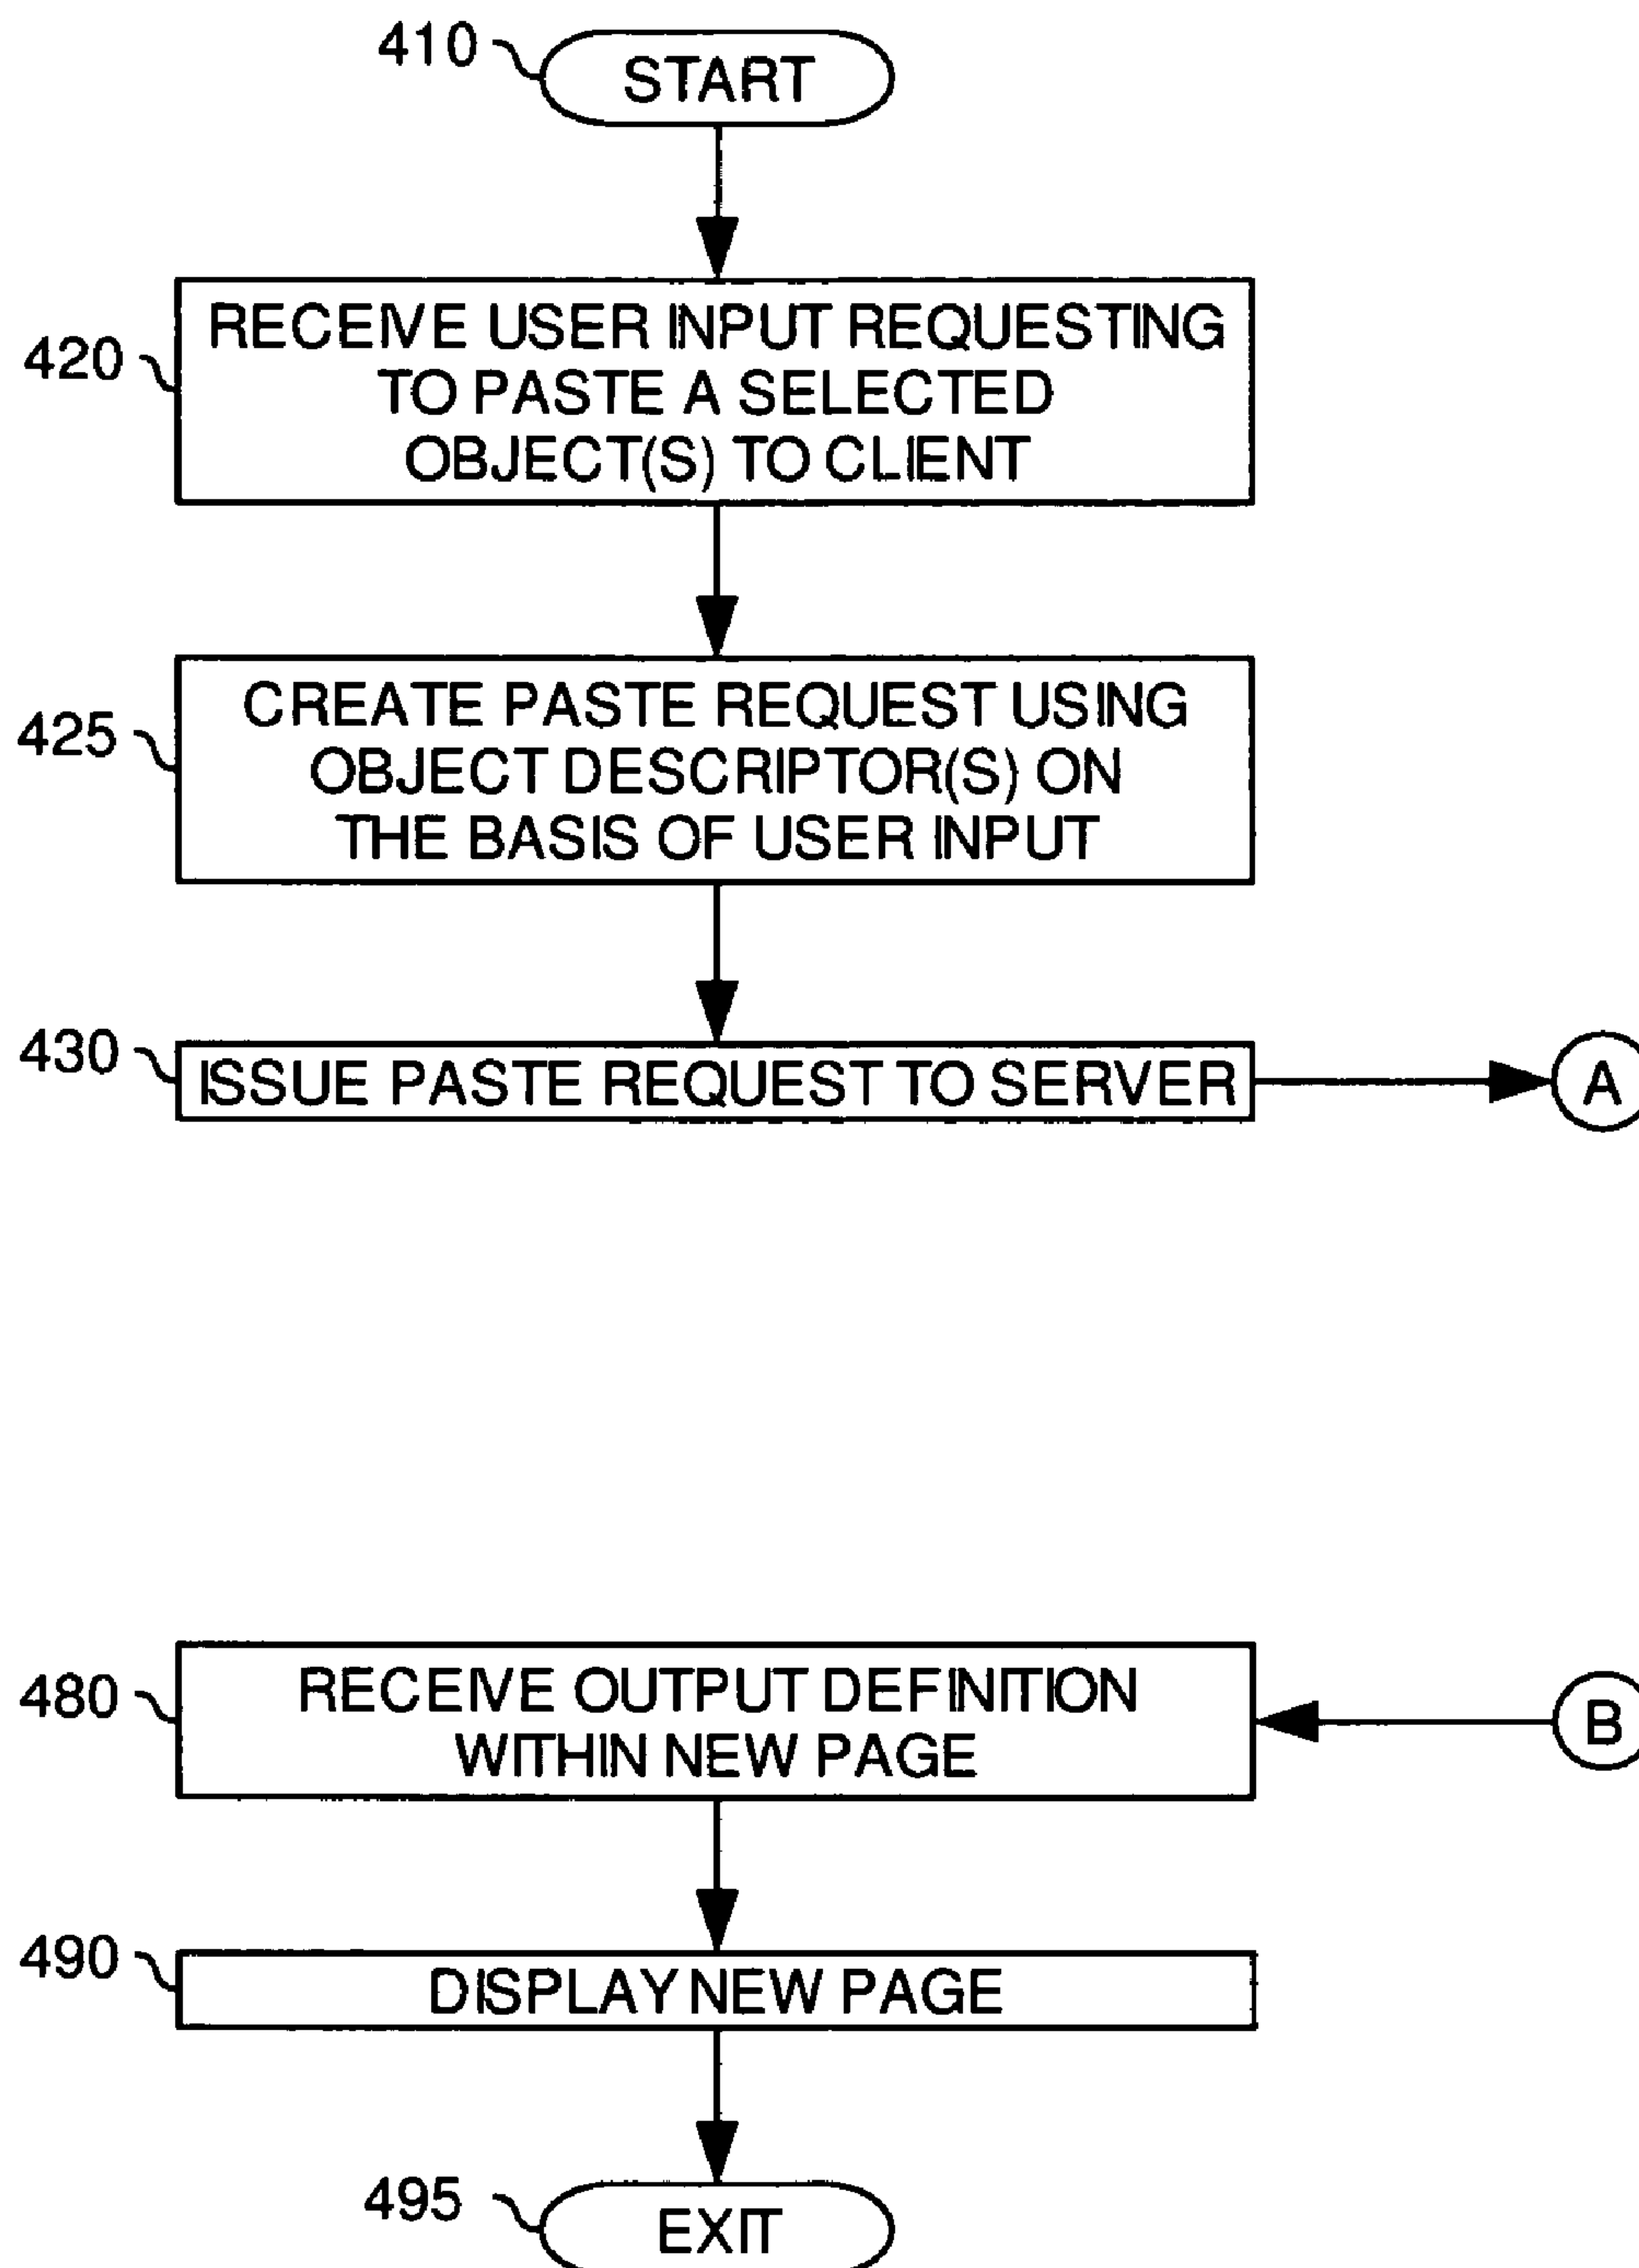 410
START
420
RECEIVE USER INPUT REQUESTING
TO PASTE A SELECTED
OBJECT(S) TO CLIENT
425
CREATE PASTE REQUEST USING
OBJECT DESCRIPTOR(S) ON
THE BASIS OF USER INPUT
430
ISSUE PASTE REQUEST TO SERVER
A
480
RECEIVE OUTPUT DEFINITION
WITHIN NEW PAGE
B
490
DISPLAY NEW PAGE
495
EXIT